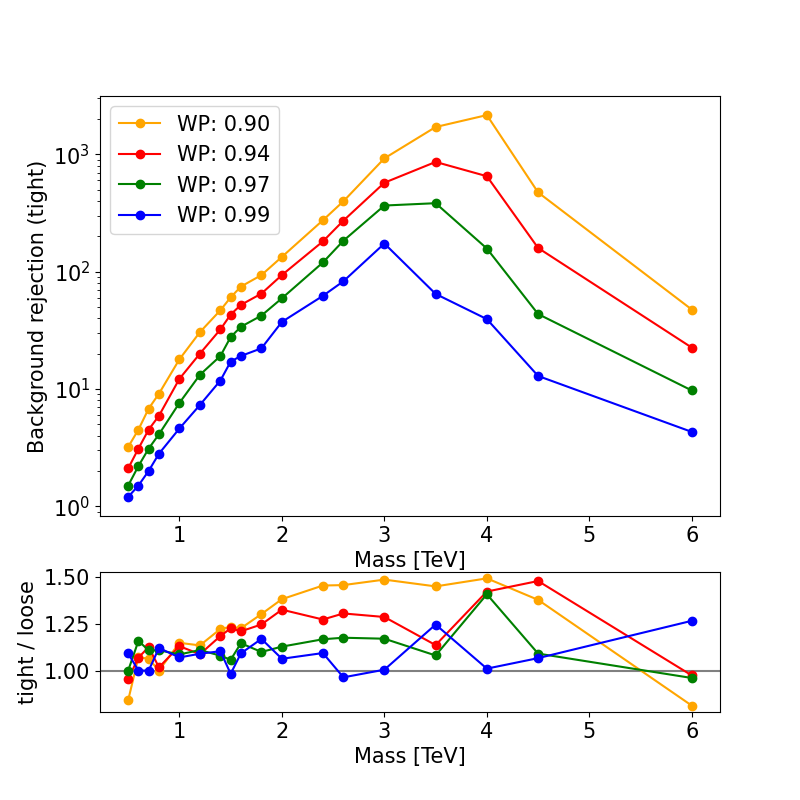 Background rejection (tight)
10³
10²
10¹
10⁰
WP: 0.90
WP: 0.94
WP: 0.97
WP: 0.99
1 2 3 4 5 6
Mass [TeV]
tight / loose
1.50
1.25
1.00
1 2 3 4 5 6
Mass [TeV]